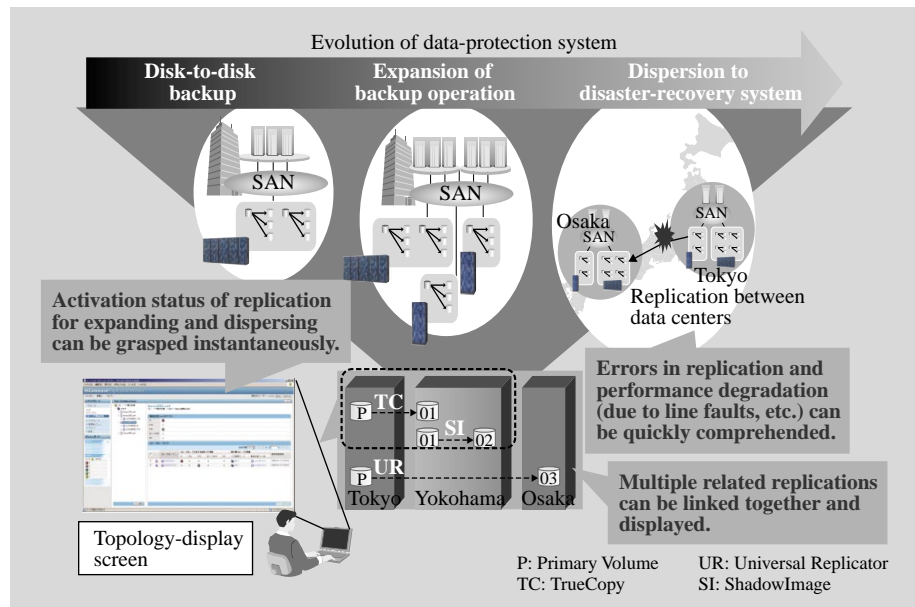 Evolution of data-protection system
Disk-to-disk
backup
Expansion of
backup operation
Dispersion to
disaster-recovery system
SAN
SAN
SAN
Osaka
SAN
Tokyo
Replication between
data centers
Activation status of replication
for expanding and dispersing
can be grasped instantaneously.
Errors in replication and
performance degradation
(due to line faults, etc.) can
be quickly comprehended.
P TC 01
01 SI 02
P UR 03
Tokyo Yokohama Osaka
Multiple related replications
can be linked together and
displayed.
Topology-display
screen
P: Primary Volume UR: Universal Replicator
TC: TrueCopy SI: ShadowImage